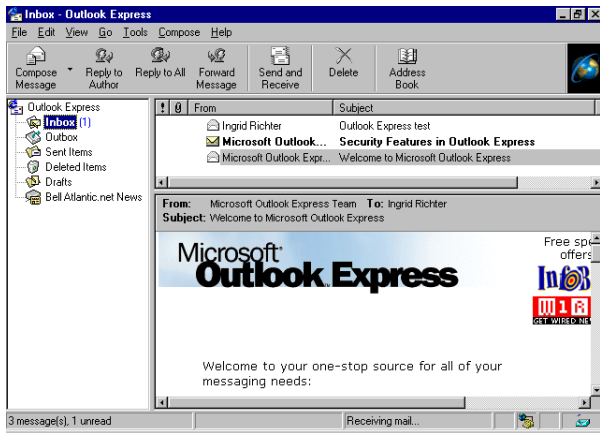 Inbox - Outlook Express
File Edit View Go Tools Compose Help
Compose Message
Reply to Author
Reply to All
Forward Message
Send and Receive
Delete
Address Book
Outlook Express
Inbox (1)
Outbox
Sent Items
Deleted Items
Drafts
Bell Atlantic.net News
! From Subject
Ingrid Richter Outlook Express test
Microsoft Outlook... Security Features in Outlook Express
Microsoft Outlook Expr... Welcome to Microsoft Outlook Express
From: Microsoft Outlook Express Team To: Ingrid Richter
Subject: Welcome to Microsoft Outlook Express
Microsoft
Outlook Express
Free spe
offers
InfoB
W1R
GET WIRED NE
Welcome to your one-stop source for all of your
messaging needs:
3 message(s), 1 unread Receiving mail...